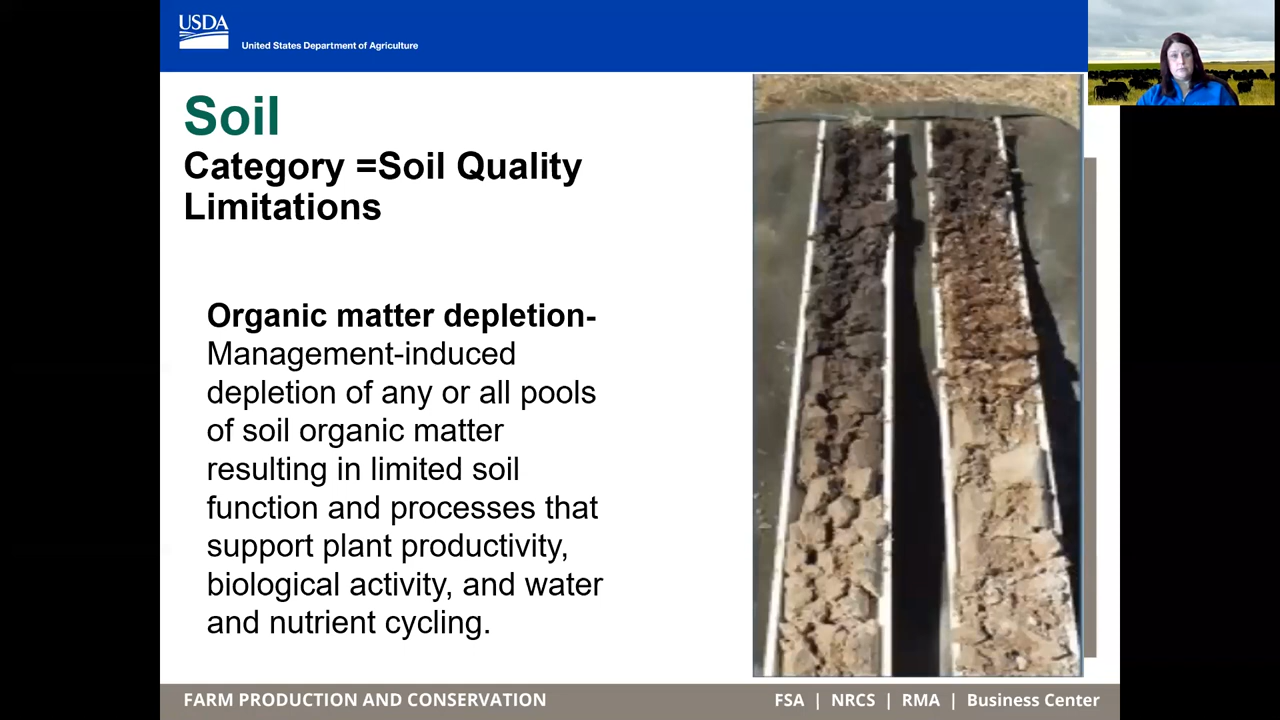 USDA
United States Department of Agriculture
Soil
Category =Soil Quality
Limitations
Organic matter depletion-
Management-induced
depletion of any or all pools
of soil organic matter
resulting in limited soil
function and processes that
support plant productivity,
biological activity, and water
and nutrient cycling.
FARM PRODUCTION AND CONSERVATION
FSA | NRCS | RMA | Business Center